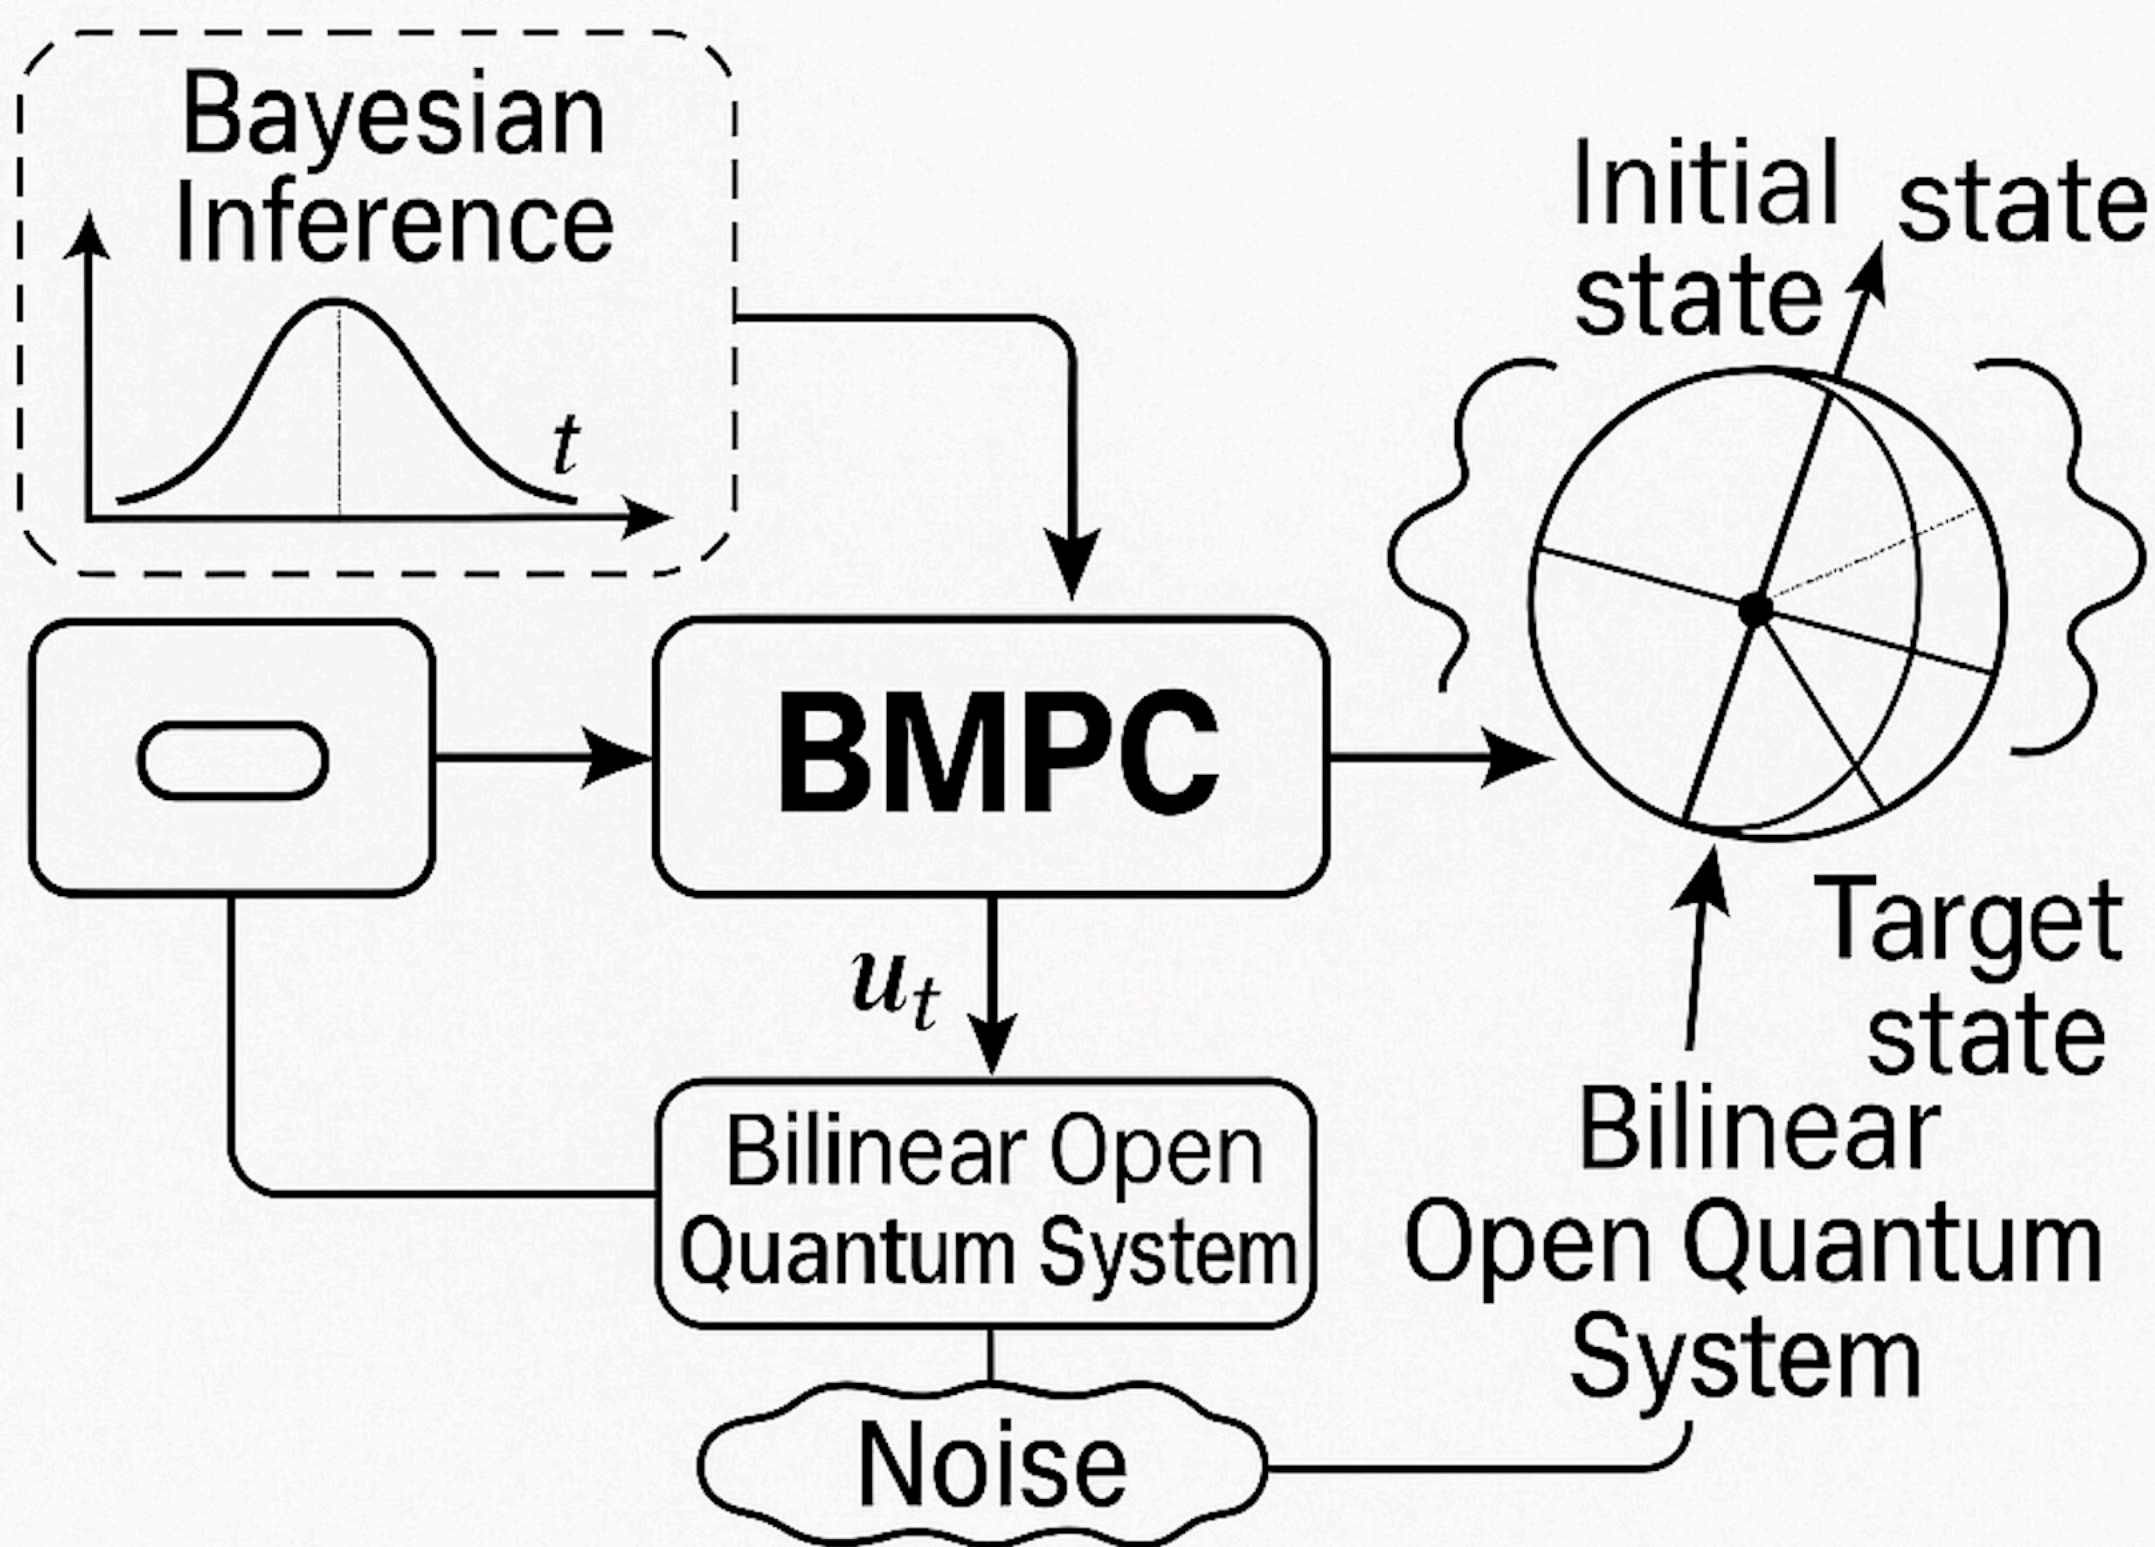 Bayesian
Inference
t
Initial
state
state
BMPC
u_t
Target
state
Bilinear Open
Quantum System
Bilinear
Open Quantum
System
Noise